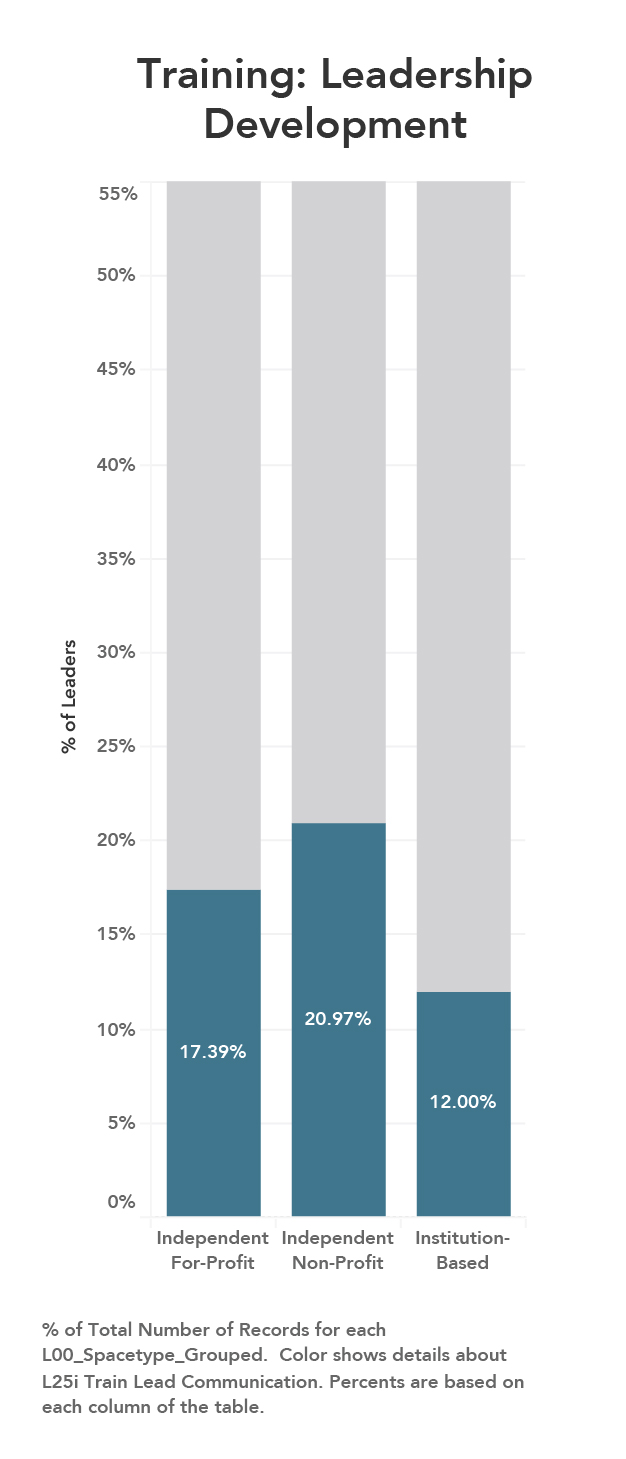 Training: Leadership
Development
55%
50%
45%
40%
35%
30%
25%
20%
15%
10%
5%
0%
% of Leaders
17.39%
20.97%
12.00%
Independent For-Profit
Independent Non-Profit
Institution-Based
% of Total Number of Records for each
L00_Spacetype_Grouped.  Color shows details about
L25i Train Lead Communication. Percents are based on
each column of the table.